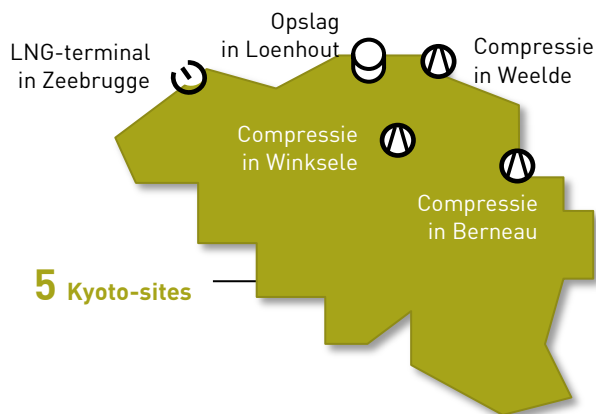 LNG-terminal
in Zeebrugge
Opslag
in Loenhout
Compressie
in Weelde
Compressie
in Winksele
Compressie
in Berneau
5 Kyoto-sites